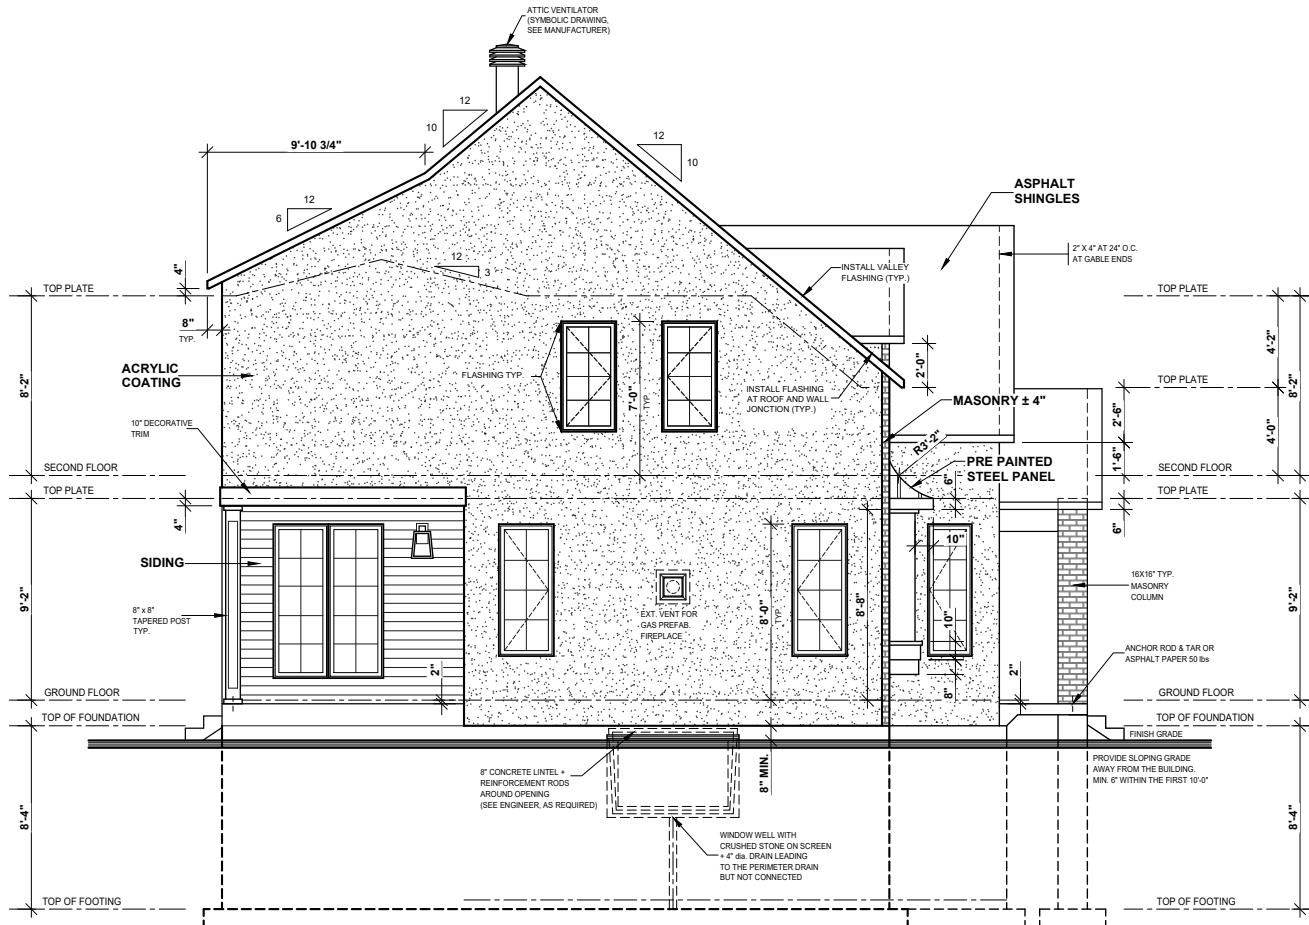 ATTIC VENTILATOR
(SYMBOLIC DRAWING,
SEE MANUFACTURER)
12
10
9'-10 3/4"
12
10
12
6
ASPHALT
SHINGLES
2" X 4" AT 24" O.C.
AT GABLE ENDS
12
3
INSTALL VALLEY
FLASHING (TYP.)
4"
TOP PLATE
TOP PLATE
8"
TYP.
ACRYLIC
COATING
FLASHING TYP.
7'-0"
TYP.
INSTALL FLASHING
AT ROOF AND WALL
JONCTION (TYP.)
2'-0"
TOP PLATE
4'-2"
8'-2"
8'-2"
MASONRY ± 4"
2'-6"
4'-0"
10" DECORATIVE
TRIM
R3'-2"
PRE PAINTED
STEEL PANEL
1'-6"
SECOND FLOOR
SECOND FLOOR
6"
TOP PLATE
TOP PLATE
4"
6"
10"
SIDING
9'-2"
9'-2"
8" x 8"
TAPERED POST
TYP.
EXT. VENT FOR
GAS PREFAB.
FIREPLACE
8'-0"
TYP.
8'-8"
10"
16X16" TYP.
MASONRY
COLUMN
ANCHOR ROD & TAR OR
ASPHALT PAPER 50 lbs
2"
8"
2"
GROUND FLOOR
GROUND FLOOR
TOP OF FOUNDATION
TOP OF FOUNDATION
FINISH GRADE
8" CONCRETE LINTEL +
REINFORCEMENT RODS
AROUND OPENING
(SEE ENGINEER, AS REQUIRED)
8" MIN.
PROVIDE SLOPING GRADE
AWAY FROM THE BUILDING.
MIN. 6" WITHIN THE FIRST 10'-0"
8'-4"
8'-4"
WINDOW WELL WITH
CRUSHED STONE ON SCREEN
+ 4" dia. DRAIN LEADING
TO THE PERIMETER DRAIN
BUT NOT CONNECTED
TOP OF FOOTING
TOP OF FOOTING